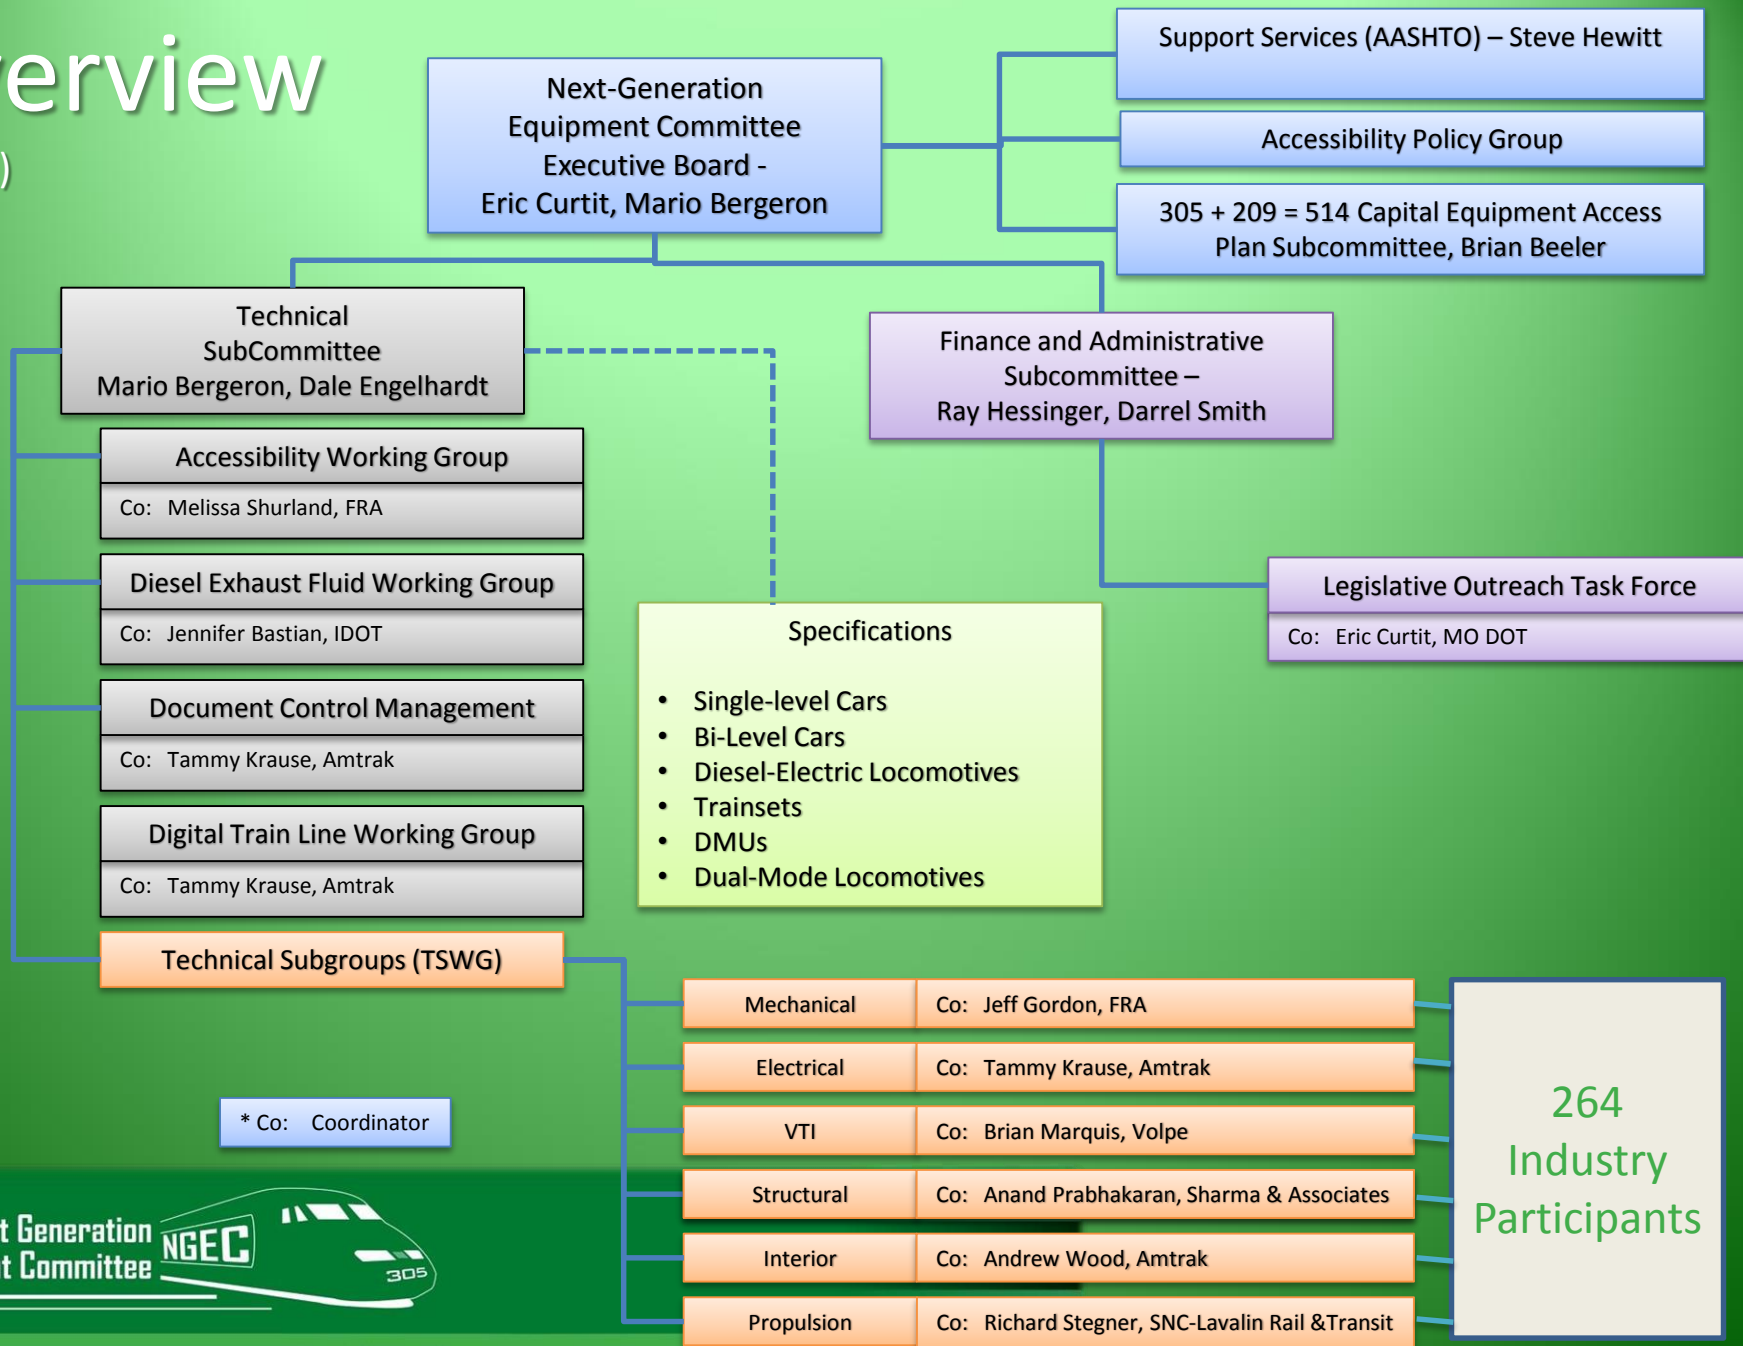 verview
)
Next-Generation
Equipment Committee
Executive Board -
Eric Curtit, Mario Bergeron
Support Services (AASHTO) – Steve Hewitt
Accessibility Policy Group
305 + 209 = 514 Capital Equipment Access
Plan Subcommittee, Brian Beeler
Technical
SubCommittee
Mario Bergeron, Dale Engelhardt
Finance and Administrative
Subcommittee –
Ray Hessinger, Darrel Smith
Accessibility Working Group
Co: Melissa Shurland, FRA
Diesel Exhaust Fluid Working Group
Co: Jennifer Bastian, IDOT
Document Control Management
Co: Tammy Krause, Amtrak
Digital Train Line Working Group
Co: Tammy Krause, Amtrak
Technical Subgroups (TSWG)
Specifications
• Single-level Cars
• Bi-Level Cars
• Diesel-Electric Locomotives
• Trainsets
• DMUs
• Dual-Mode Locomotives
Legislative Outreach Task Force
Co: Eric Curtit, MO DOT
Mechanical Co: Jeff Gordon, FRA
Electrical Co: Tammy Krause, Amtrak
VTI Co: Brian Marquis, Volpe
Structural Co: Anand Prabhakaran, Sharma & Associates
Interior Co: Andrew Wood, Amtrak
Propulsion Co: Richard Stegner, SNC-Lavalin Rail &Transit
264
Industry
Participants
* Co: Coordinator
t Generation
t Committee
NGEC
305